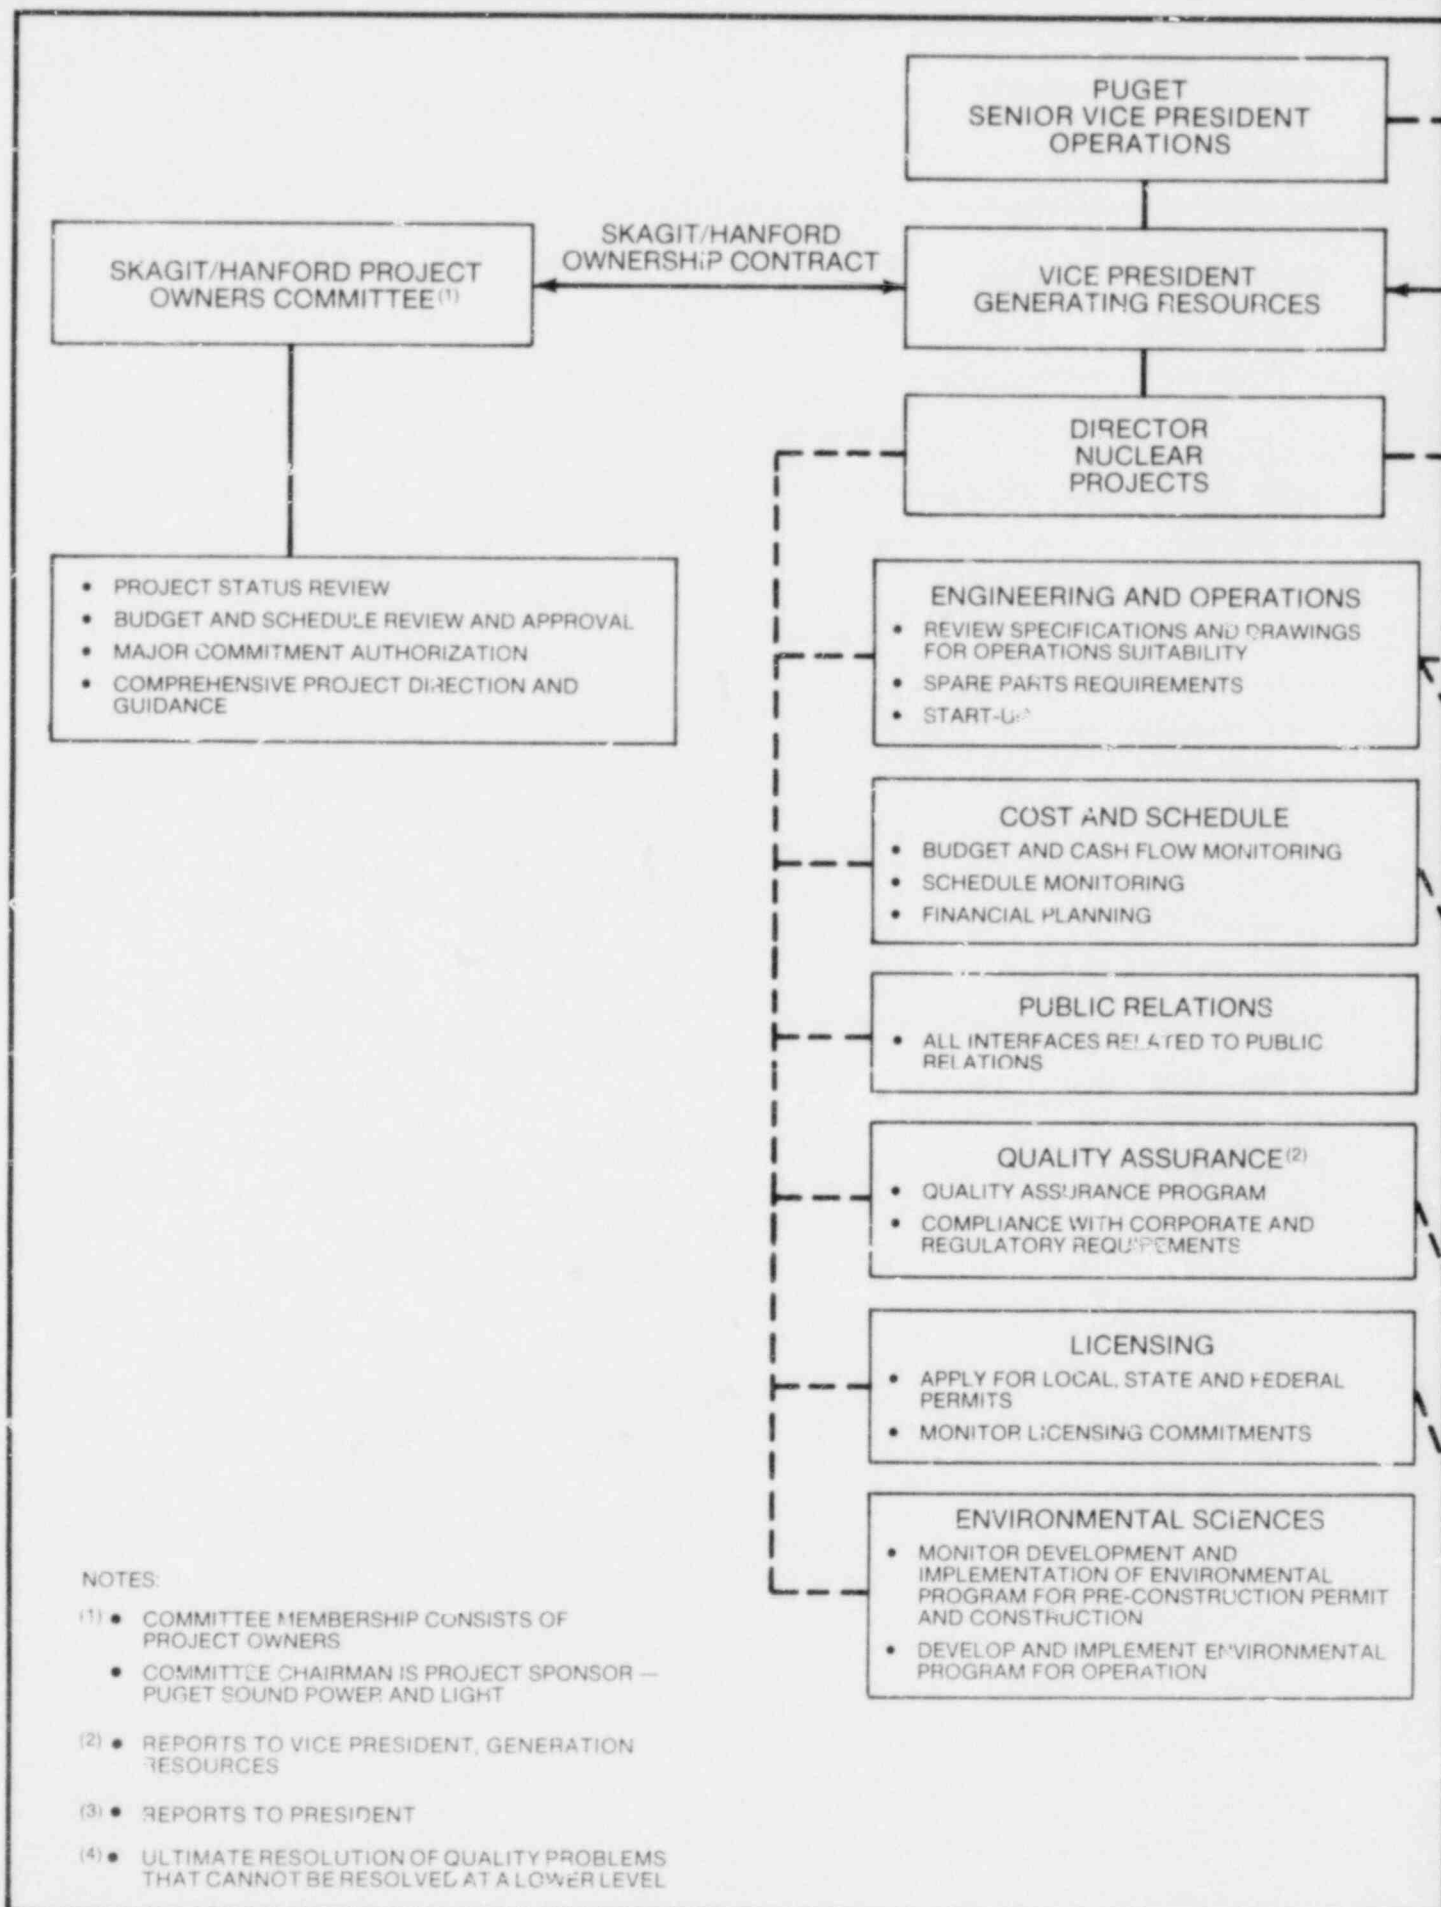 PUGET
SENIOR VICE PRESIDENT
OPERATIONS
SKAGIT/HANFORD
OWNERSHIP CONTRACT
SKAGIT/HANFORD PROJECT
OWNERS COMMITTEE(1)
VICE PRESIDENT
GENERATING RESOURCES
DIRECTOR
NUCLEAR
PROJECTS
• PROJECT STATUS REVIEW
• BUDGET AND SCHEDULE REVIEW AND APPROVAL
• MAJOR COMMITMENT AUTHORIZATION
• COMPREHENSIVE PROJECT DIRECTION AND
GUIDANCE
ENGINEERING AND OPERATIONS
• REVIEW SPECIFICATIONS AND DRAWINGS
FOR OPERATIONS SUITABILITY
• SPARE PARTS REQUIREMENTS
• START-UP
COST AND SCHEDULE
• BUDGET AND CASH FLOW MONITORING
• SCHEDULE MONITORING
• FINANCIAL PLANNING
PUBLIC RELATIONS
• ALL INTERFACES RELATED TO PUBLIC
RELATIONS
QUALITY ASSURANCE(2)
• QUALITY ASSURANCE PROGRAM
• COMPLIANCE WITH CORPORATE AND
REGULATORY REQUIREMENTS
LICENSING
• APPLY FOR LOCAL, STATE AND FEDERAL
PERMITS
• MONITOR LICENSING COMMITMENTS
ENVIRONMENTAL SCIENCES
• MONITOR DEVELOPMENT AND
IMPLEMENTATION OF ENVIRONMENTAL
PROGRAM FOR PRE-CONSTRUCTION PERMIT
AND CONSTRUCTION
• DEVELOP AND IMPLEMENT ENVIRONMENTAL
PROGRAM FOR OPERATION
NOTES:
(1) • COMMITTEE MEMBERSHIP CONSISTS OF
PROJECT OWNERS
• COMMITTEE CHAIRMAN IS PROJECT SPONSOR —
PUGET SOUND POWER AND LIGHT
(2) • REPORTS TO VICE PRESIDENT, GENERATION
RESOURCES
(3) • REPORTS TO PRESIDENT
(4) • ULTIMATE RESOLUTION OF QUALITY PROBLEMS
THAT CANNOT BE RESOLVED AT A LOWER LEVEL